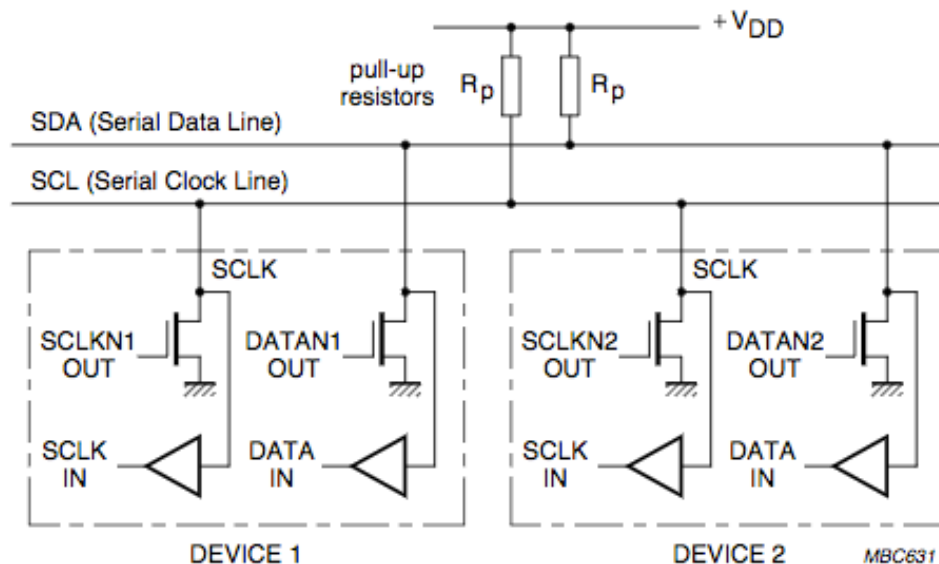 + VDD
pull-up
resistors
Rp
Rp
SDA (Serial Data Line)
SCL (Serial Clock Line)
SCLK
SCLK
SCLKN1
OUT
DATAN1
OUT
SCLKN2
OUT
DATAN2
OUT
SCLK
IN
DATA
IN
SCLK
IN
DATA
IN
DEVICE 1
DEVICE 2
MBC631